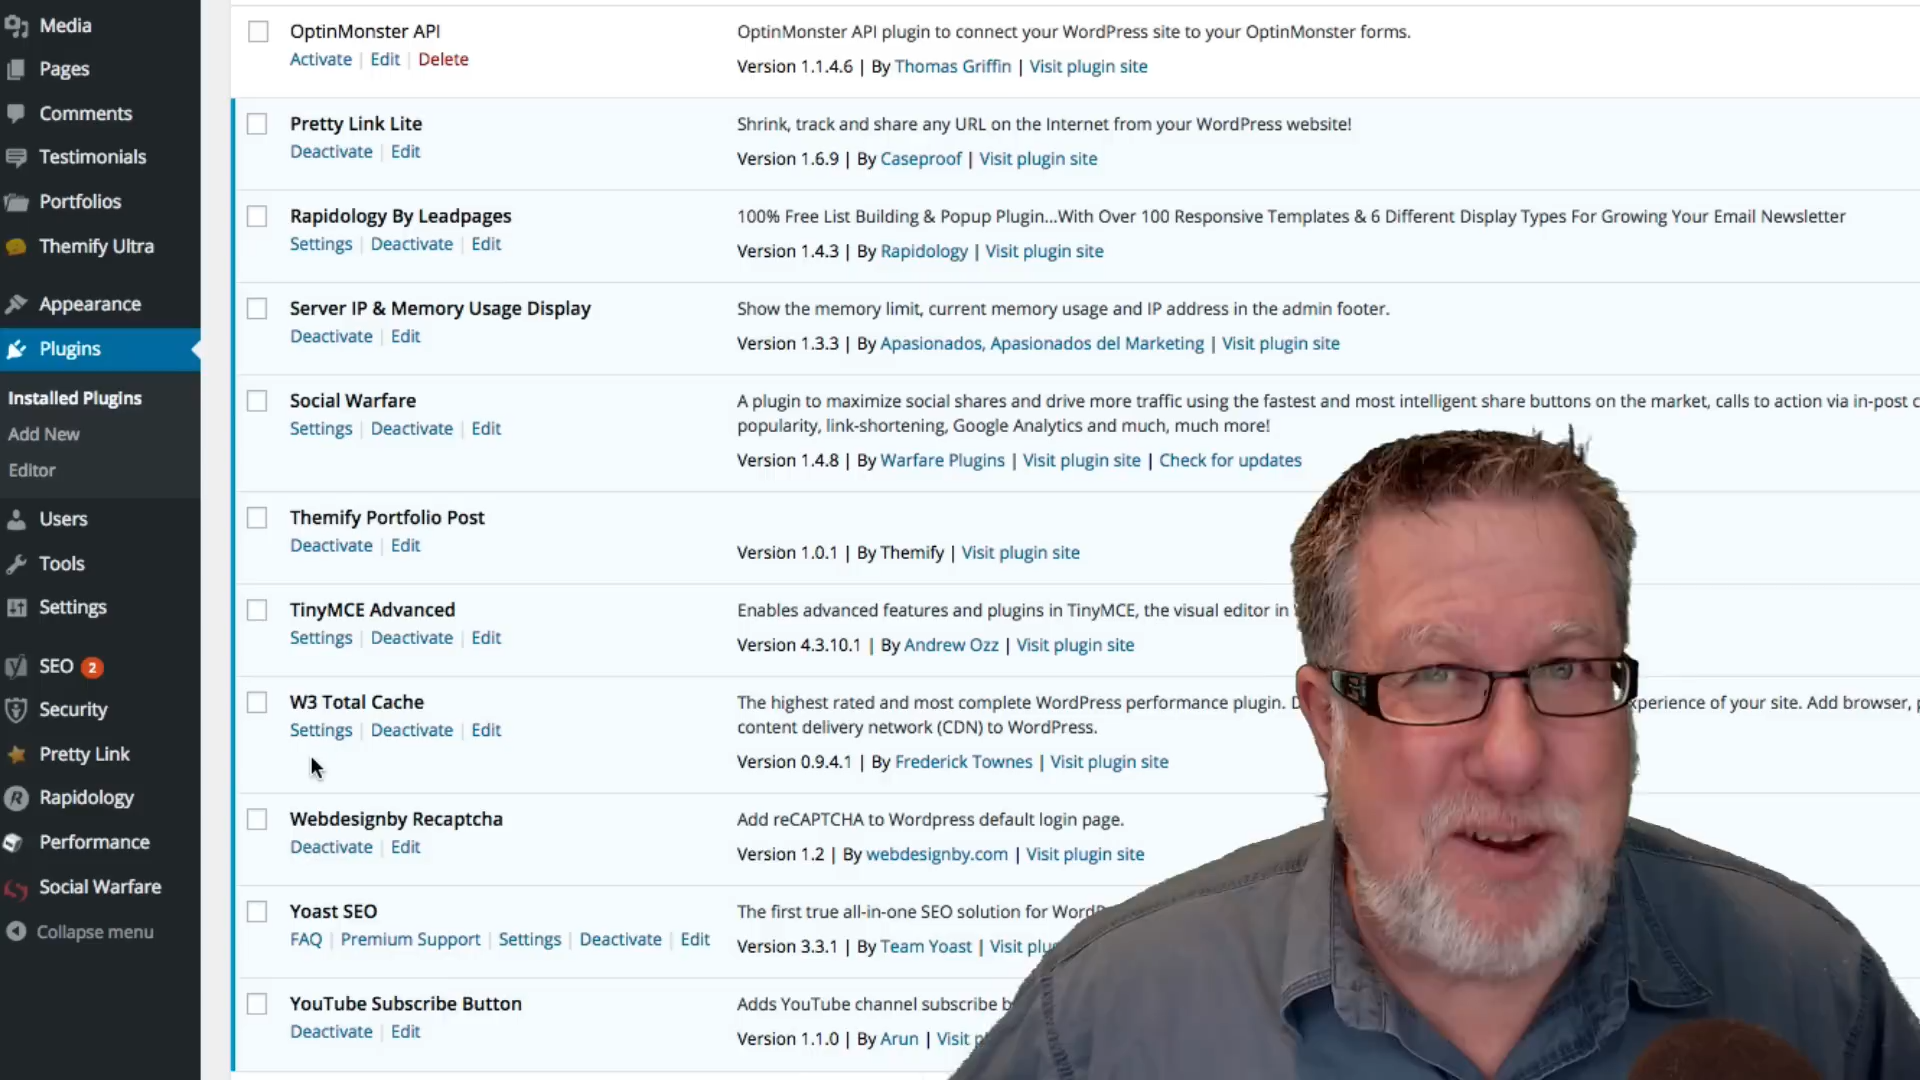 Media
Pages
Comments
Testimonials
Portfolios
Themify Ultra
Appearance
Plugins
Installed Plugins
Add New
Editor
Users
Tools
Settings
SEO 2
Security
Pretty Link
Rapidology
Performance
Social Warfare
Collapse menu
OptinMonster API
Activate | Edit | Delete
OptinMonster API plugin to connect your WordPress site to your OptinMonster forms.
Version 1.1.4.6 | By Thomas Griffin | Visit plugin site
Pretty Link Lite
Deactivate | Edit
Shrink, track and share any URL on the Internet from your WordPress website!
Version 1.6.9 | By Caseproof | Visit plugin site
Rapidology By Leadpages
Settings | Deactivate | Edit
100% Free List Building & Popup Plugin...With Over 100 Responsive Templates & 6 Different Display Types For Growing Your Email Newsletter
Version 1.4.3 | By Rapidology | Visit plugin site
Server IP & Memory Usage Display
Deactivate | Edit
Show the memory limit, current memory usage and IP address in the admin footer.
Version 1.3.3 | By Apasionados, Apasionados del Marketing | Visit plugin site
Social Warfare
Settings | Deactivate | Edit
A plugin to maximize social shares and drive more traffic using the fastest and most intelligent share buttons on the market, calls to action via in-post
popularity, link-shortening, Google Analytics and much, much more!
Version 1.4.8 | By Warfare Plugins | Visit plugin site | Check for updates
Themify Portfolio Post
Deactivate | Edit
Version 1.0.1 | By Themify | Visit plugin site
TinyMCE Advanced
Settings | Deactivate | Edit
Enables advanced features and plugins in TinyMCE, the visual editor in
Version 4.3.10.1 | By Andrew Ozz | Visit plugin site
W3 Total Cache
Settings | Deactivate | Edit
The highest rated and most complete WordPress performance plugin. xperience of your site. Add browser,
content delivery network (CDN) to WordPress.
Version 0.9.4.1 | By Frederick Townes | Visit plugin site
Webdesignby Recaptcha
Deactivate | Edit
Add reCAPTCHA to Wordpress default login page.
Version 1.2 | By webdesignby.com | Visit plugin site
Yoast SEO
FAQ | Premium Support | Settings | Deactivate | Edit
The first true all-in-one SEO solution for Word
Version 3.3.1 | By Team Yoast | Visit plu
YouTube Subscribe Button
Deactivate | Edit
Adds YouTube channel subscribe
Version 1.1.0 | By Arun | Visit